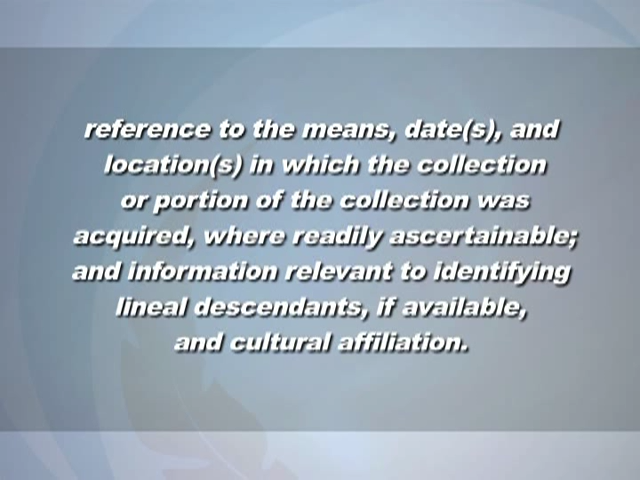 reference to the means, date(s), and
location(s) in which the collection
or portion of the collection was
acquired, where readily ascertainable;
and information relevant to identifying
lineal descendants, if available,
and cultural affiliation.